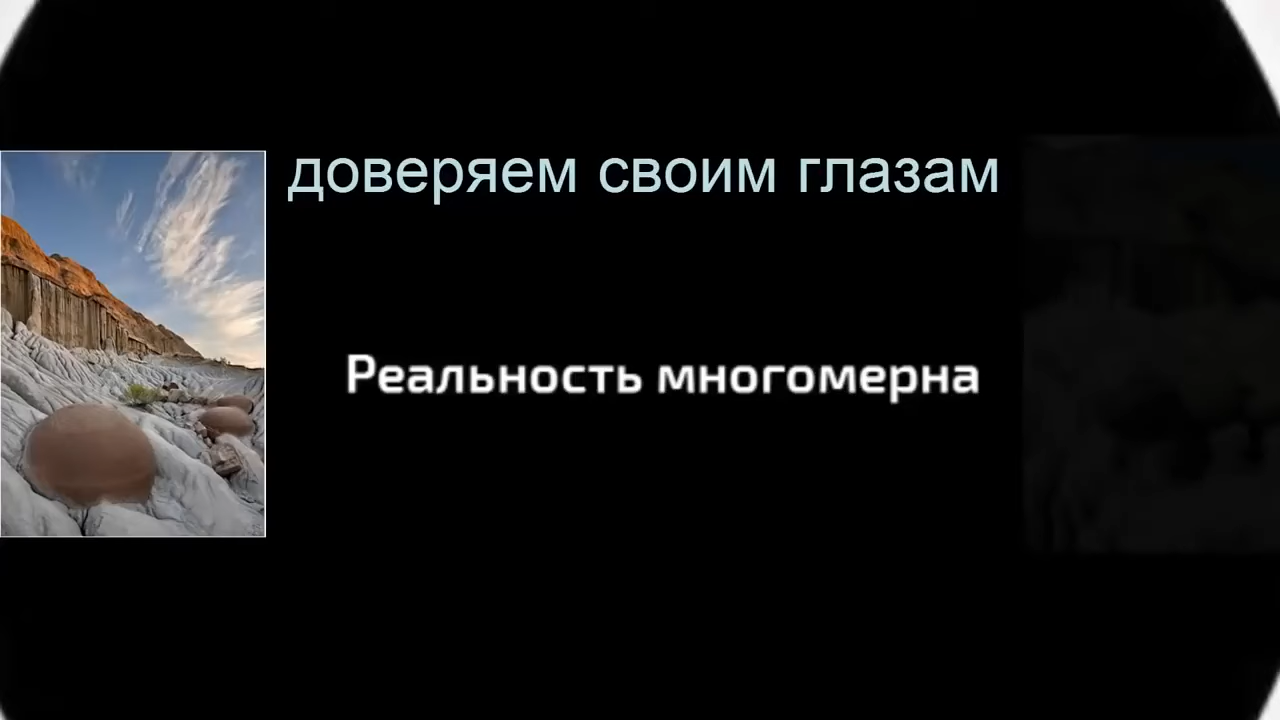 доверяем своим глазам
Реальность многомерна